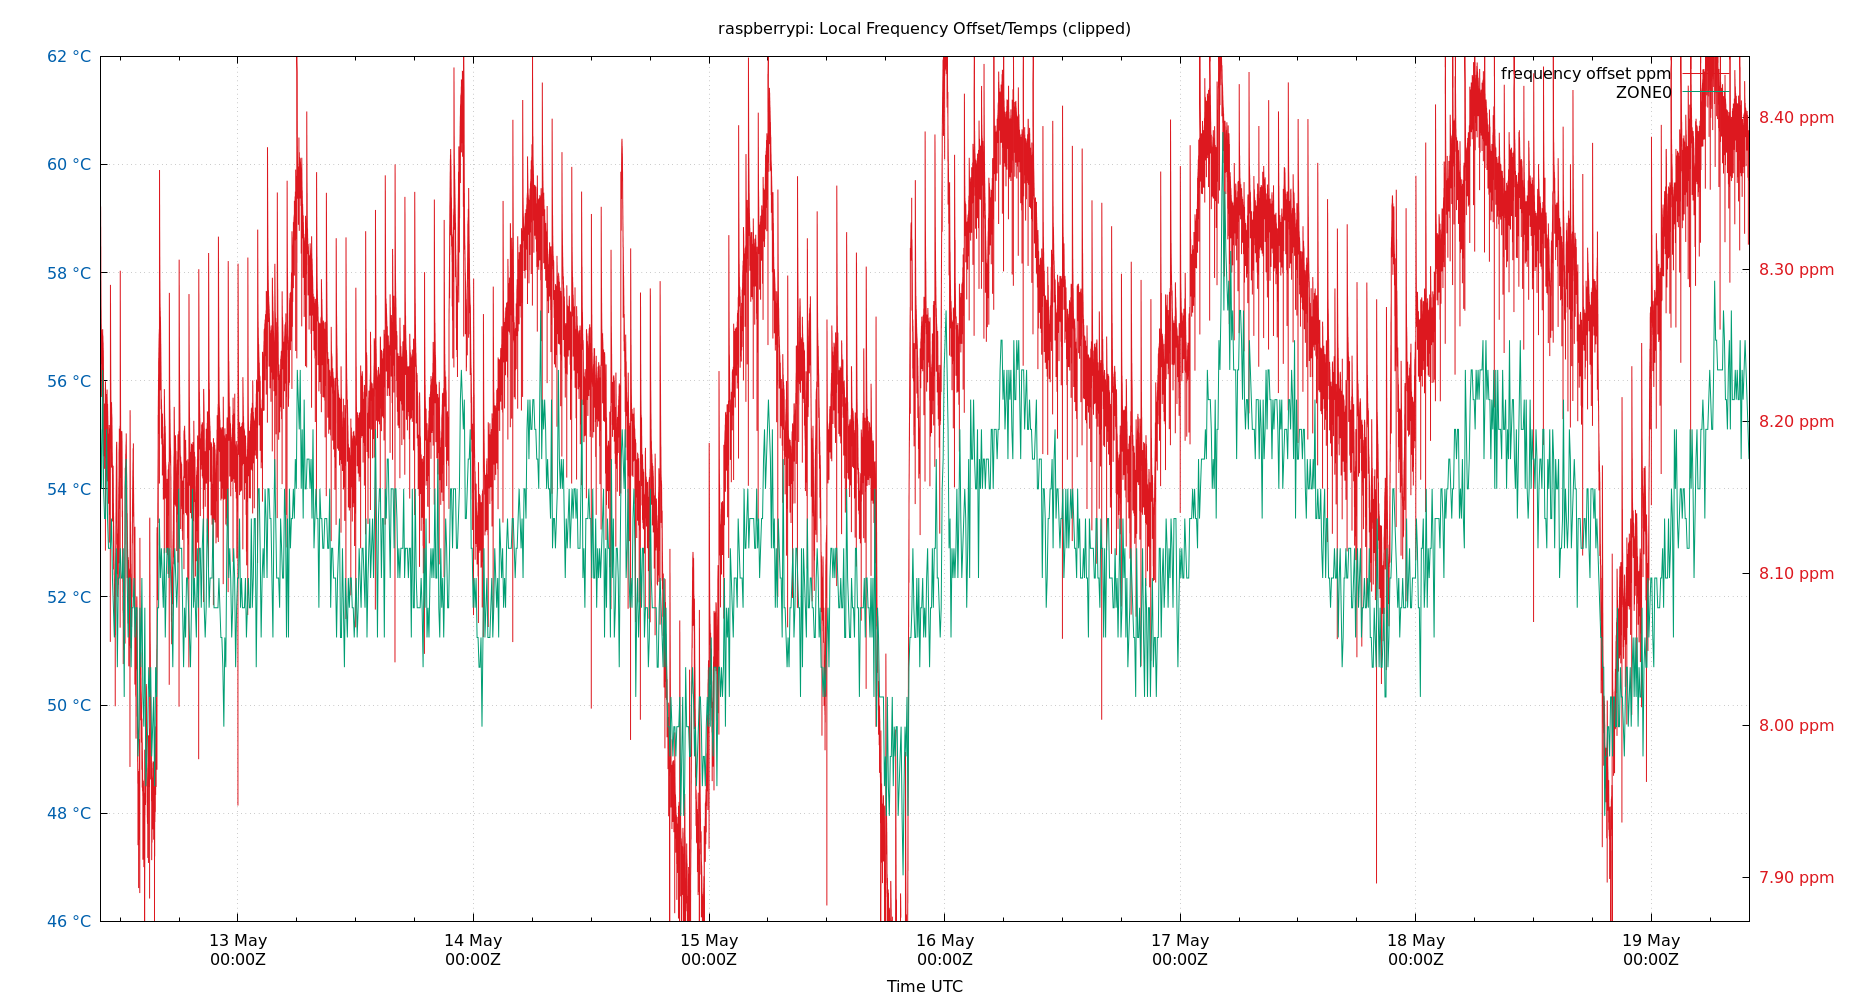 raspberrypi: Local Frequency Offset/Temps (clipped)
62 °C
60 °C
58 °C
56 °C
54 °C
52 °C
50 °C
48 °C
46 °C
frequency offset ppm
ZONE0
8.40 ppm
8.30 ppm
8.20 ppm
8.10 ppm
8.00 ppm
7.90 ppm
13 May
00:00Z
14 May
00:00Z
15 May
00:00Z
16 May
00:00Z
17 May
00:00Z
18 May
00:00Z
19 May
00:00Z
Time UTC